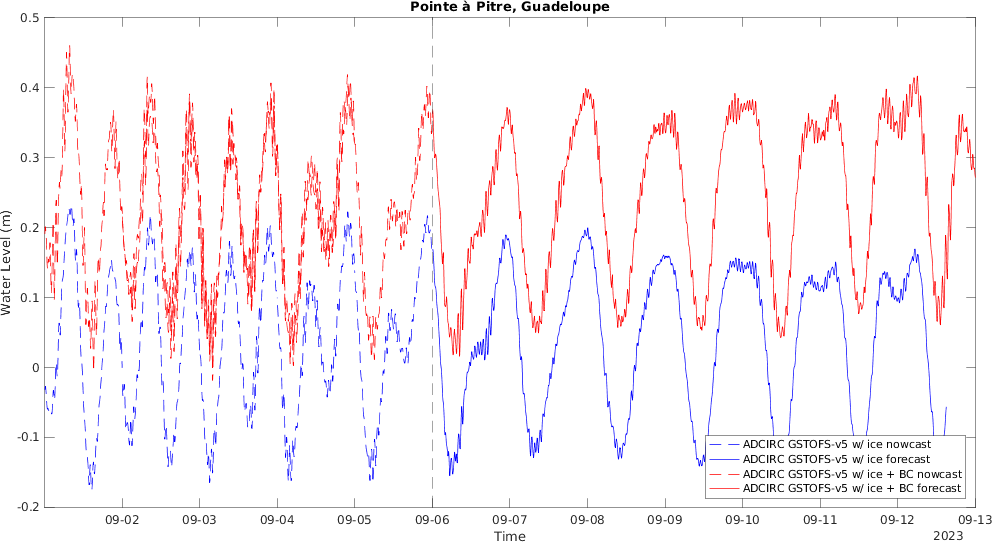 Pointe à Pitre, Guadeloupe
0.5
0.4
0.3
0.2
0.1
0
-0.1
-0.2
Water Level (m)
ADCIRC GSTOFS-v5 w/ ice nowcast
ADCIRC GSTOFS-v5 w/ ice forecast
ADCIRC GSTOFS-v5 w/ ice + BC nowcast
ADCIRC GSTOFS-v5 w/ ice + BC forecast
09-02 09-03 09-04 09-05 09-06 09-07 09-08 09-09 09-10 09-11 09-12 09-13
Time
2023